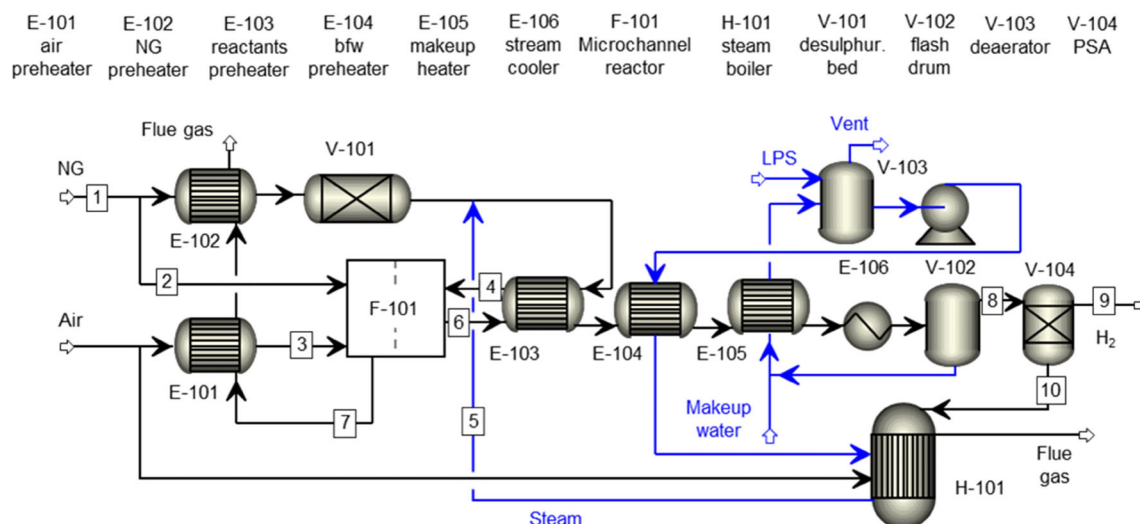 E-101 E-102 E-103 E-104 E-105 E-106 F-101 H-101 V-101 V-102 V-103 V-104
air NG reactants bfw makeup stream Microchannel steam desulphur. flash deaerator PSA
preheater preheater preheater preheater heater cooler reactor boiler bed drum
Flue gas
V-101
NG
1
E-102
2
Air
3
E-101
7
F-101
4
6
E-103
5
Steam
E-104
E-105
Makeup
water
LPS
Vent
V-103
E-106
V-102
8
V-104
9
H2
10
Flue
gas
H-101